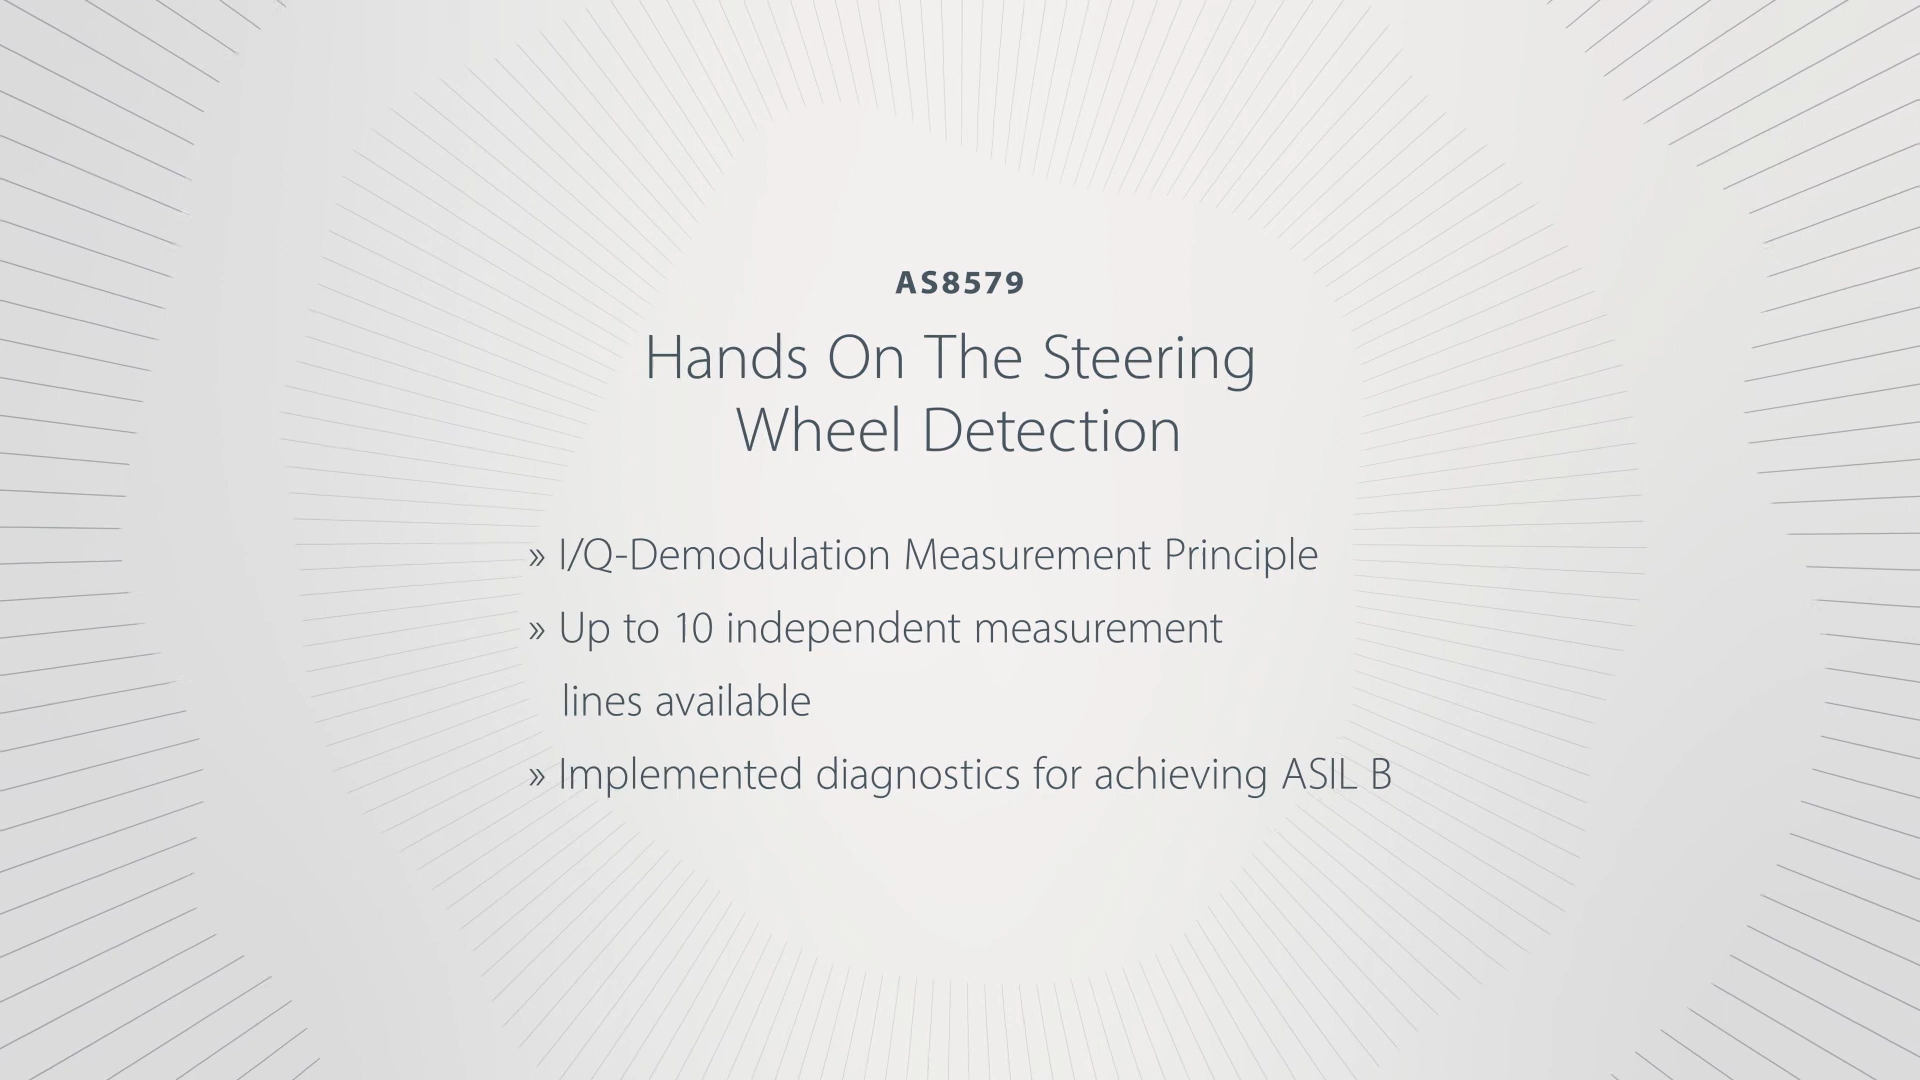 AS8579
Hands On The Steering
Wheel Detection
» I/Q-Demodulation Measurement Principle
» Up to 10 independent measurement
lines available
» Implemented diagnostics for achieving ASIL B